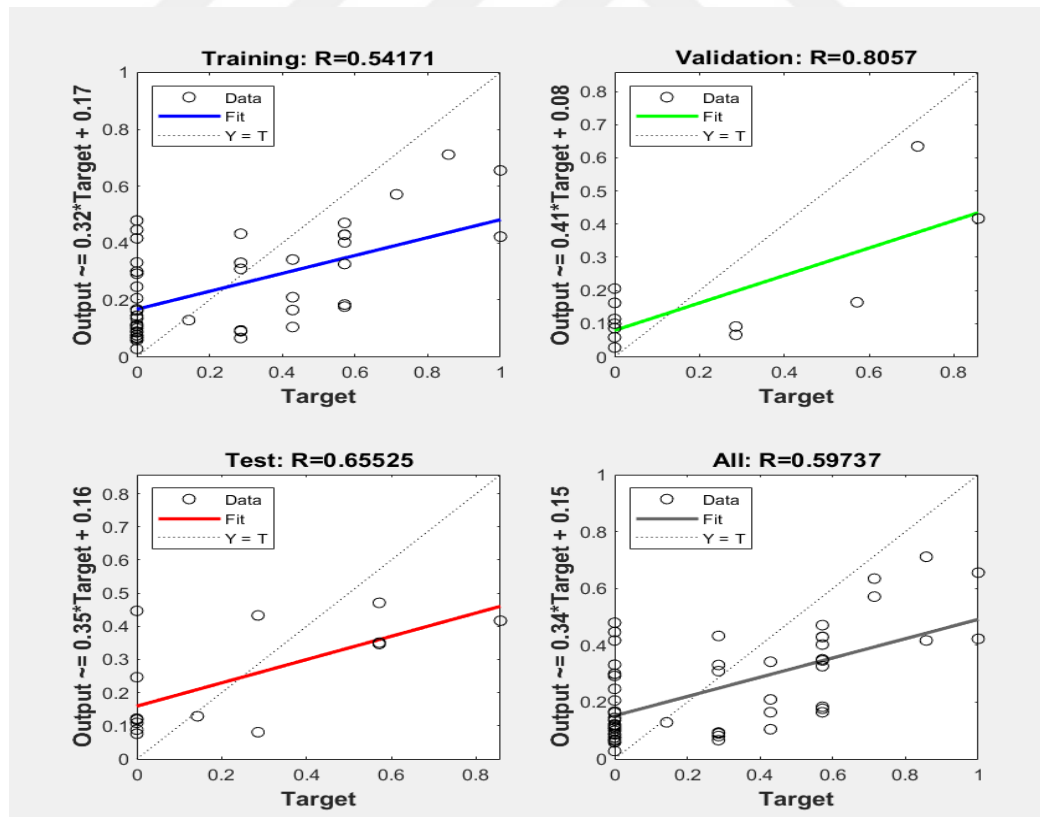 Training: R=0.54171
Output ~= 0.32*Target + 0.17
1
0.8
0.6
0.4
0.2
0
Data
Fit
Y = T
0
0.2
0.4
0.6
0.8
1
Target
Validation: R=0.8057
Output ~= 0.41*Target + 0.08
0.8
0.7
0.6
0.5
0.4
0.3
0.2
0.1
0
Data
Fit
Y = T
0
0.2
0.4
0.6
0.8
Target
Test: R=0.65525
Output ~= 0.35*Target + 0.16
0.8
0.7
0.6
0.5
0.4
0.3
0.2
0.1
0
Data
Fit
Y = T
0
0.2
0.4
0.6
0.8
Target
All: R=0.59737
Output ~= 0.34*Target + 0.15
1
0.8
0.6
0.4
0.2
0
Data
Fit
Y = T
0
0.2
0.4
0.6
0.8
1
Target